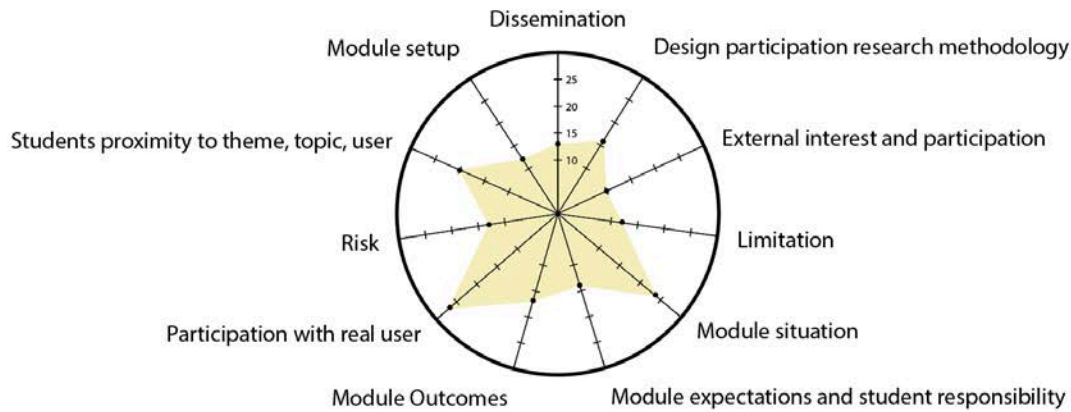 Dissemination
Module setup
Design participation research methodology
25
20
15
10
Students proximity to theme, topic, user
External interest and participation
Risk
Limitation
Participation with real user
Module situation
Module Outcomes
Module expectations and student responsibility